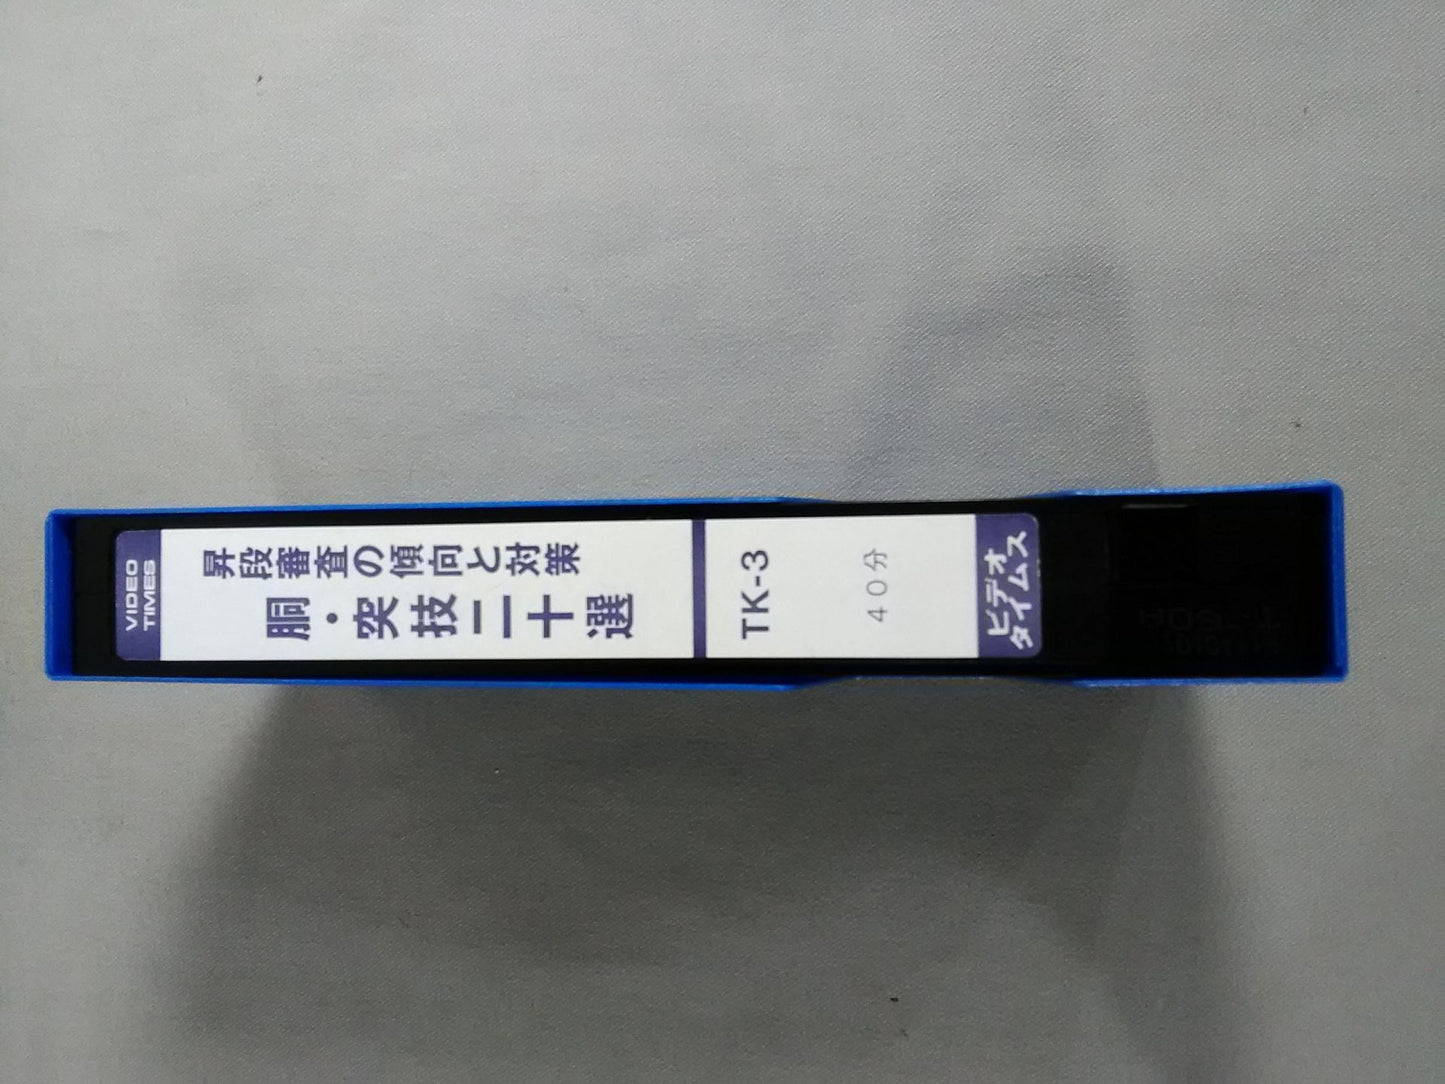 VIDEO
TIMES
昇段審査の傾向と対策
胴・突技二十選
TK-3
40分
ビデオ
タイムス